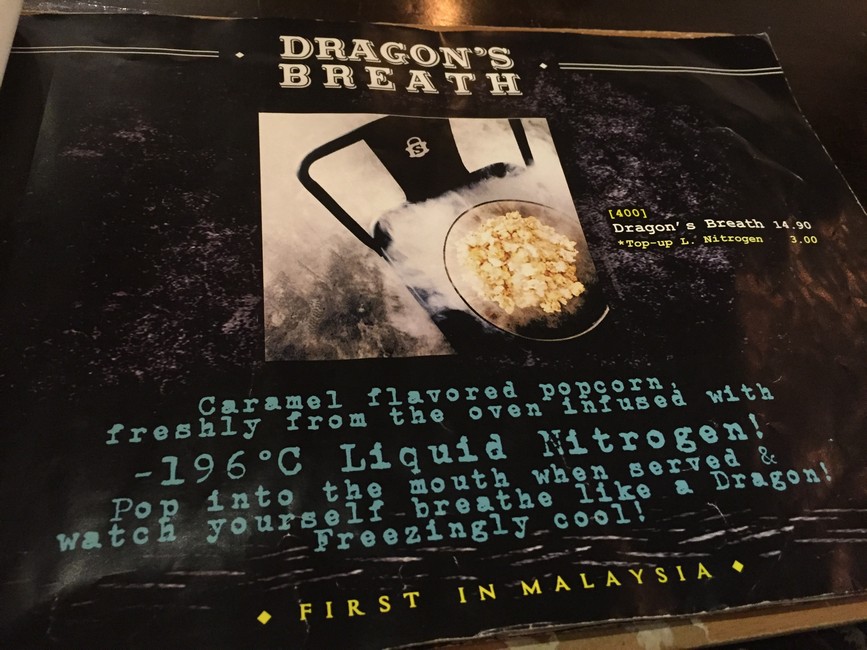 DRAGON'S
BREATH
[400]
Dragon's Breath 14.90
*Top-up L. Nitrogen 3.00
Caramel flavored popcorn,
freshly from the oven infused with
-196°C Liquid Nitrogen!
Pop into the mouth when served &
watch yourself breathe like a Dragon!
Freezingly cool!
FIRST IN MALAYSIA